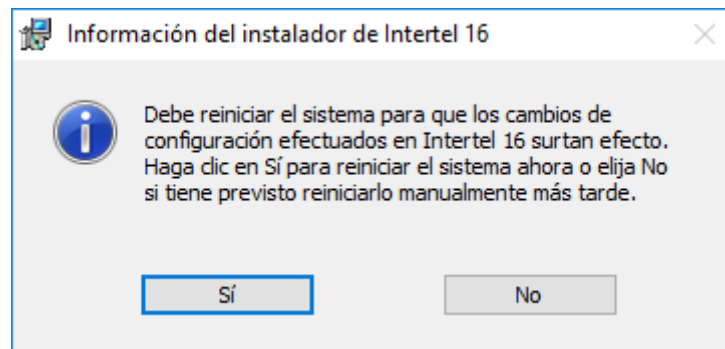 Información del instalador de Intertel 16
Debe reiniciar el sistema para que los cambios de
configuración efectuados en Intertel 16 surtan efecto.
Haga clic en Sí para reiniciar el sistema ahora o elija No
si tiene previsto reiniciarlo manualmente más tarde.
Sí
No